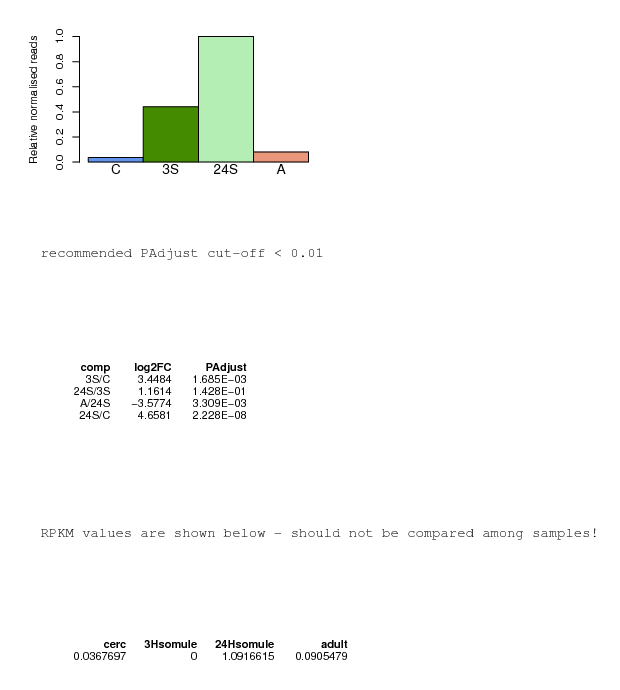 Relative normalised reads
1.0
0.8
0.6
0.4
0.2
0.0
C 3S 24S A
recommended PAdjust cut-off < 0.01
comp log2FC PAdjust
3S/C 3.4484 1.685E-03
24S/3S 1.1614 1.428E-01
A/24S -3.5774 3.309E-03
24S/C 4.6581 2.228E-08
RPKM values are shown below - should not be compared among samples!
cerc 3Hsomule 24Hsomule adult
0.0367697 0 1.0916615 0.0905479